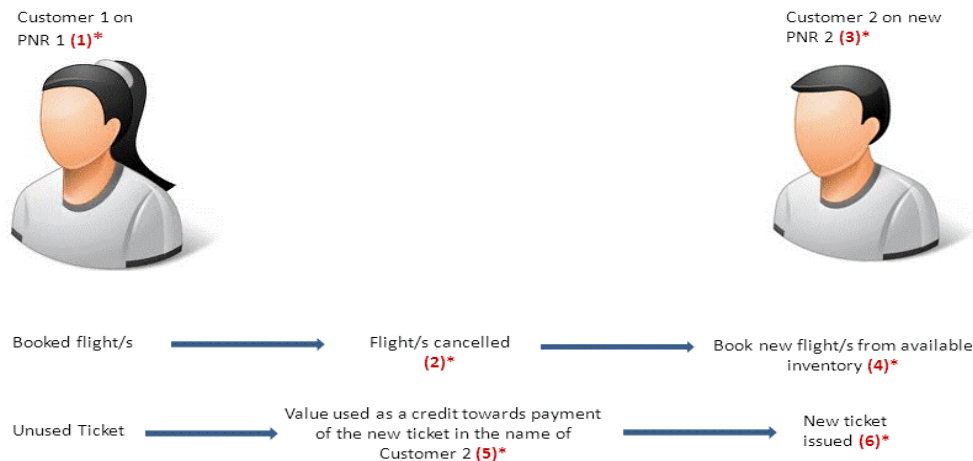 Customer 1 on
PNR 1 (1)*
Customer 2 on new
PNR 2 (3)*
Booked flight/s
Flight/s cancelled
(2)*
Book new flight/s from available
inventory (4)*
Unused Ticket
Value used as a credit towards payment
of the new ticket in the name of
Customer 2 (5)*
New ticket
issued (6)*